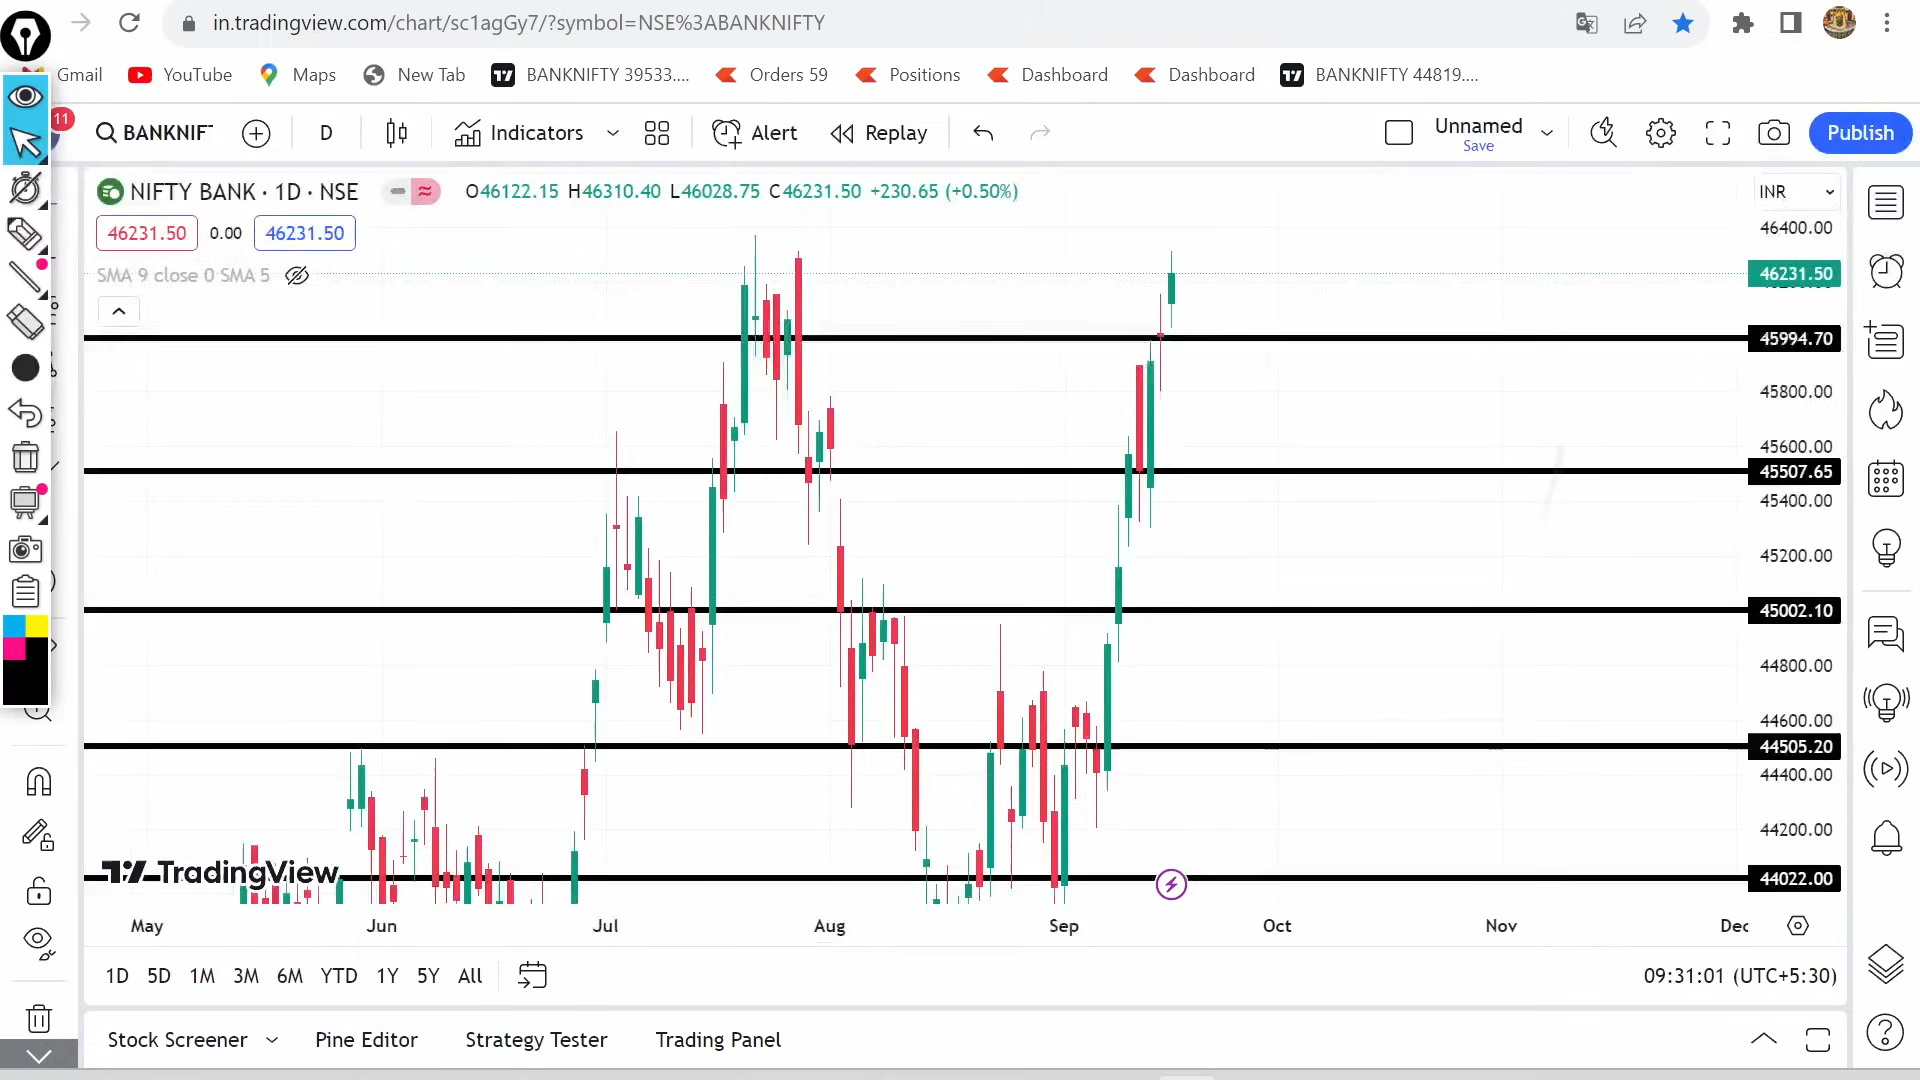 in.tradingview.com/chart/sc1agGy7/?symbol=NSE%3ABANKNIFTY
Gmail YouTube Maps New Tab BANKNIFTY 39533.... Orders 59 Positions Dashboard Dashboard BANKNIFTY 44819....
11
BANKNIF D Indicators Alert Replay Unnamed Publish
Save
NIFTY BANK · 1D · NSE O46122.15 H46310.40 L46028.75 C46231.50 +230.65 (+0.50%) INR
46231.50 0.00 46231.50
SMA 9 close 0 SMA 5
46400.00
46231.50
45994.70
45800.00
45600.00
45507.65
45400.00
45200.00
45002.10
44800.00
44600.00
44505.20
44400.00
44200.00
44022.00
TradingView
May Jun Jul Aug Sep Oct Nov Dec
1D 5D 1M 3M 6M YTD 1Y 5Y All 09:31:01 (UTC+5:30)
Stock Screener Pine Editor Strategy Tester Trading Panel